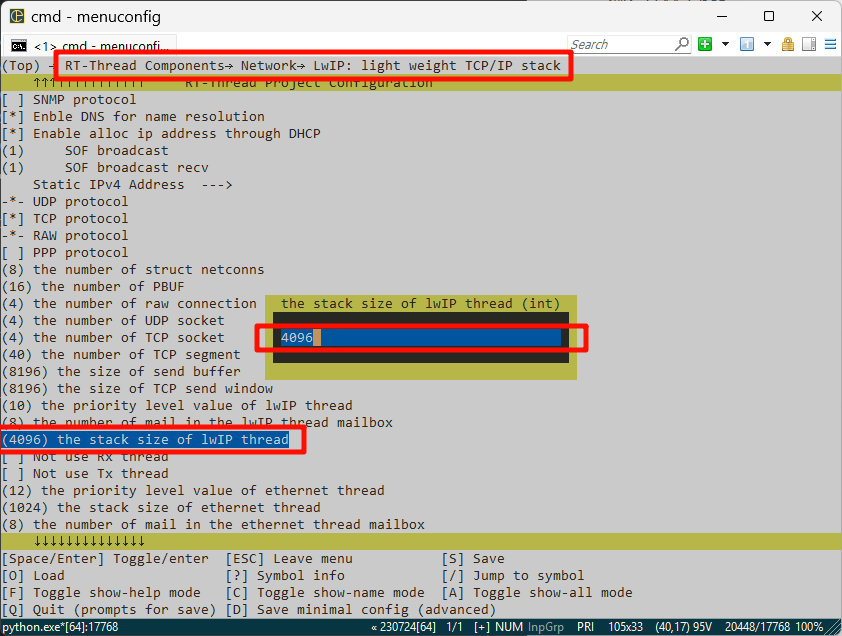 cmd - menuconfig
<1> cmd - menuconfi...
Search
(Top) → RT-Thread Components→ Network→ LwIP: light weight TCP/IP stack
↑↑↑↑↑↑↑↑↑↑↑↑↑↑ RT-Thread Project Configuration
[ ] SNMP protocol
[*] Enble DNS for name resolution
[*] Enable alloc ip address through DHCP
(1) SOF broadcast
(1) SOF broadcast recv
Static IPv4 Address --->
-*- UDP protocol
[*] TCP protocol
-*- RAW protocol
[ ] PPP protocol
(8) the number of struct netconns
(16) the number of PBUF
(4) the number of raw connection
the stack size of lwIP thread (int)
(4) the number of UDP socket
(4) the number of TCP socket
4096
(40) the number of TCP segment
(8196) the size of send buffer
(8196) the size of TCP send window
(10) the priority level value of lwIP thread
(8) the number of mail in the lwIP thread mailbox
(4096) the stack size of lwIP thread
[ ] Not use Rx thread
[ ] Not use Tx thread
(12) the priority level value of ethernet thread
(1024) the stack size of ethernet thread
(8) the number of mail in the ethernet thread mailbox
↓↓↓↓↓↓↓↓↓↓↓↓↓↓
[Space/Enter] Toggle/enter [ESC] Leave menu [S] Save
[O] Load [?] Symbol info [/] Jump to symbol
[F] Toggle show-help mode [C] Toggle show-name mode [A] Toggle show-all mode
[Q] Quit (prompts for save) [D] Save minimal config (advanced)
python.exe*[64]:17768 « 230724[64] 1/1 [+] NUM InpGrp PRI 105x33 (40,17) 95V 20448/17768 100%